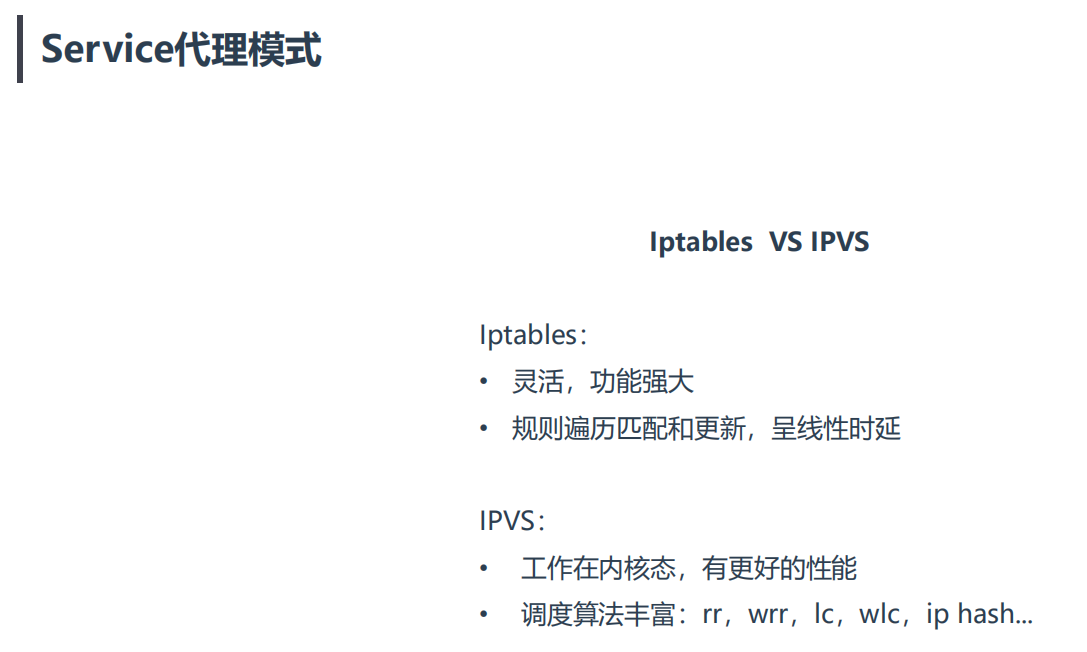 Service代理模式
Iptables  VS IPVS
Iptables：
• 灵活，功能强大
• 规则遍历匹配和更新，呈线性时延
IPVS：
• 工作在内核态，有更好的性能
• 调度算法丰富：rr，wrr，lc，wlc，ip hash...